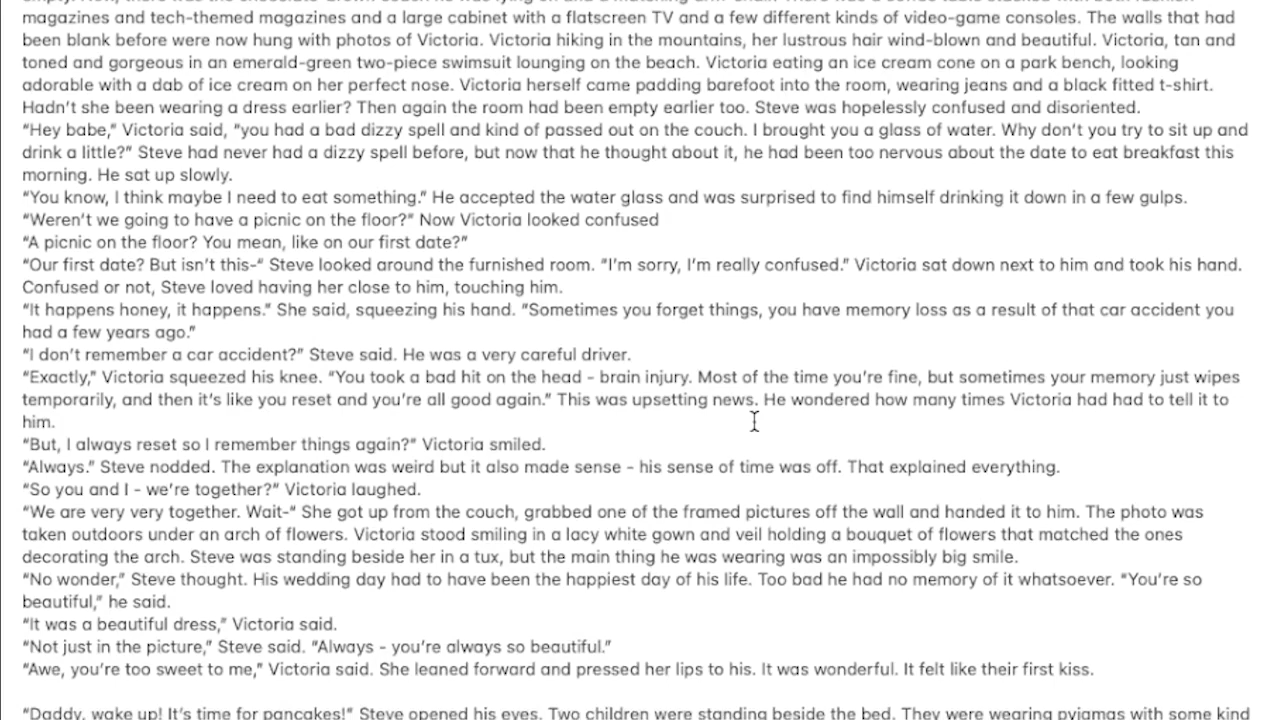 magazines and tech-themed magazines and a large cabinet with a flatscreen TV and a few different kinds of video-game consoles. The walls that had
been blank before were now hung with photos of Victoria. Victoria hiking in the mountains, her lustrous hair wind-blown and beautiful. Victoria, tan and
toned and gorgeous in an emerald-green two-piece swimsuit lounging on the beach. Victoria eating an ice cream cone on a park bench, looking
adorable with a dab of ice cream on her perfect nose. Victoria herself came padding barefoot into the room, wearing jeans and a black fitted t-shirt.
Hadn't she been wearing a dress earlier? Then again the room had been empty earlier too. Steve was hopelessly confused and disoriented.
"Hey babe," Victoria said, "you had a bad dizzy spell and kind of passed out on the couch. I brought you a glass of water. Why don't you try to sit up and
drink a little?" Steve had never had a dizzy spell before, but now that he thought about it, he had been too nervous about the date to eat breakfast this
morning. He sat up slowly.
"You know, I think maybe I need to eat something." He accepted the water glass and was surprised to find himself drinking it down in a few gulps.
"Weren't we going to have a picnic on the floor?" Now Victoria looked confused
"A picnic on the floor? You mean, like on our first date?"
"Our first date? But isn't this-" Steve looked around the furnished room. "I'm sorry, I'm really confused." Victoria sat down next to him and took his hand.
Confused or not, Steve loved having her close to him, touching him.
"It happens honey, it happens." She said, squeezing his hand. "Sometimes you forget things, you have memory loss as a result of that car accident you
had a few years ago."
"I don't remember a car accident?" Steve said. He was a very careful driver.
"Exactly," Victoria squeezed his knee. "You took a bad hit on the head - brain injury. Most of the time you're fine, but sometimes your memory just wipes
temporarily, and then it's like you reset and you're all good again." This was upsetting news. He wondered how many times Victoria had had to tell it to
him.
"But, I always reset so I remember things again?" Victoria smiled.
"Always." Steve nodded. The explanation was weird but it also made sense - his sense of time was off. That explained everything.
"So you and I - we're together?" Victoria laughed.
"We are very very together. Wait-" She got up from the couch, grabbed one of the framed pictures off the wall and handed it to him. The photo was
taken outdoors under an arch of flowers. Victoria stood smiling in a lacy white gown and veil holding a bouquet of flowers that matched the ones
decorating the arch. Steve was standing beside her in a tux, but the main thing he was wearing was an impossibly big smile.
"No wonder," Steve thought. His wedding day had to have been the happiest day of his life. Too bad he had no memory of it whatsoever. "You're so
beautiful," he said.
"It was a beautiful dress," Victoria said.
"Not just in the picture," Steve said. "Always - you're always so beautiful."
"Awe, you're too sweet to me," Victoria said. She leaned forward and pressed her lips to his. It was wonderful. It felt like their first kiss.
"Daddy, wake up! It's time for pancakes!" Steve opened his eyes. Two children were standing beside the bed. They were wearing pyjamas with some kind